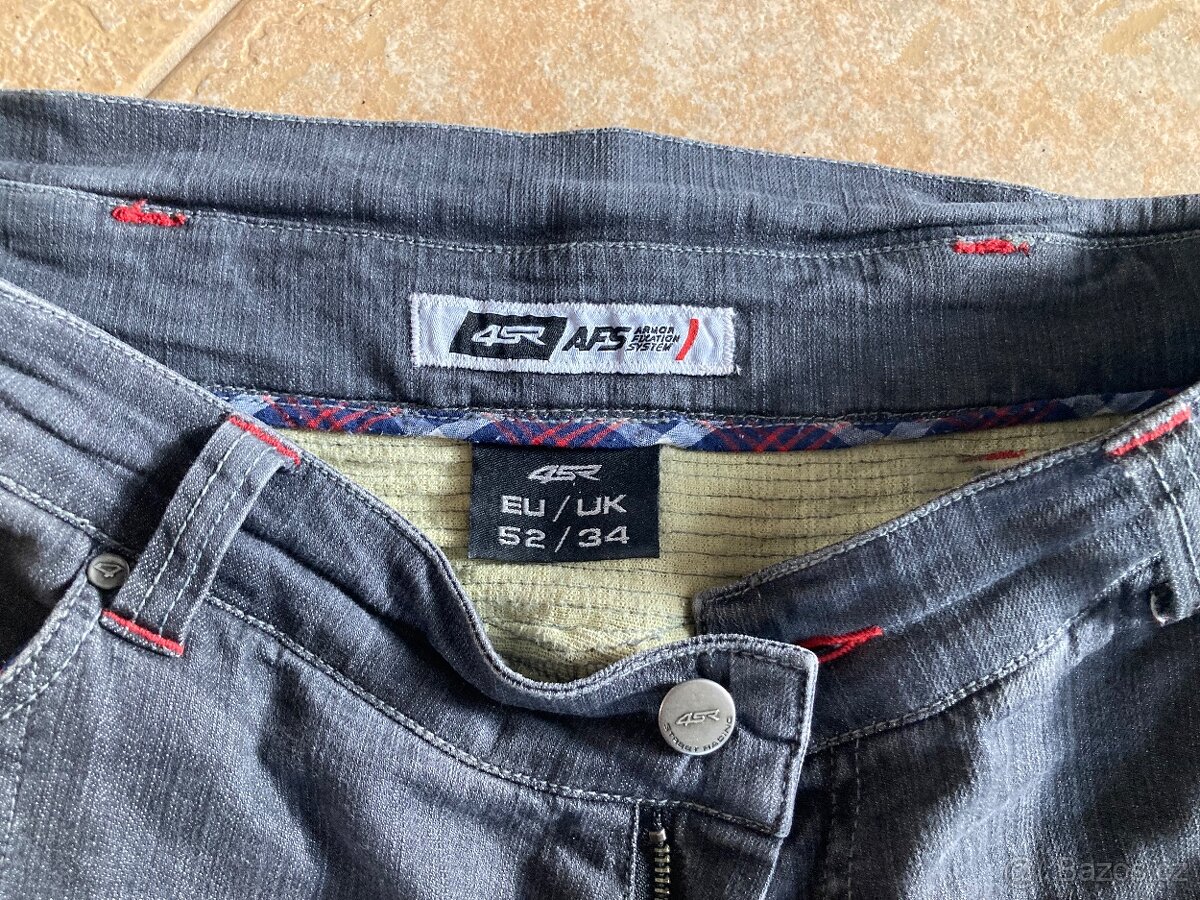 4SR AFS ARMOR
FIXATION
SYSTEM
4SR
EU / UK
52 / 34
4SR
STREET RACING
© Bazos.cz